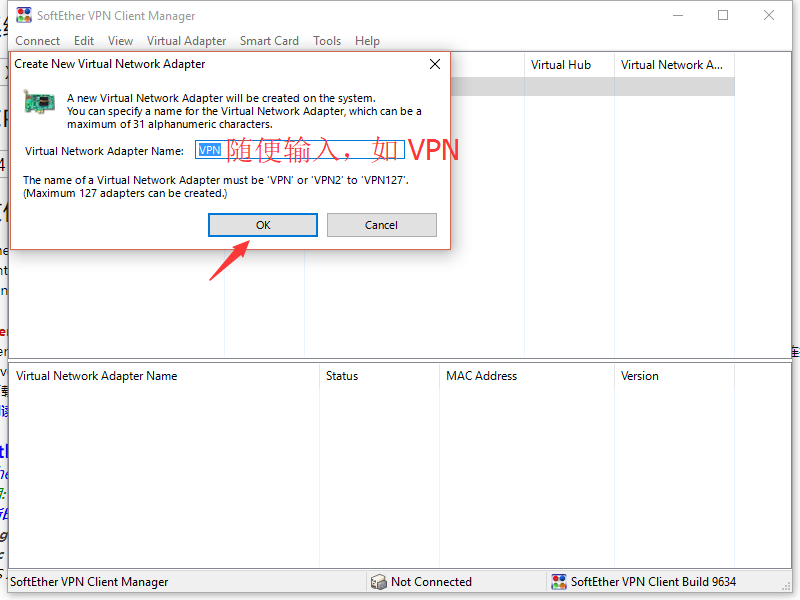 SoftEther VPN Client Manager
Connect Edit View Virtual Adapter Smart Card Tools Help
Create New Virtual Network Adapter
Virtual Hub Virtual Network A...
A new Virtual Network Adapter will be created on the system.
You can specify a name for the Virtual Network Adapter, which can be a
maximum of 31 alphanumeric characters.
Virtual Network Adapter Name: VPN 随便输入，如 VPN
The name of a Virtual Network Adapter must be 'VPN' or 'VPN2' to 'VPN127'.
(Maximum 127 adapters can be created.)
OK Cancel
Virtual Network Adapter Name Status MAC Address Version
SoftEther VPN Client Manager Not Connected SoftEther VPN Client Build 9634